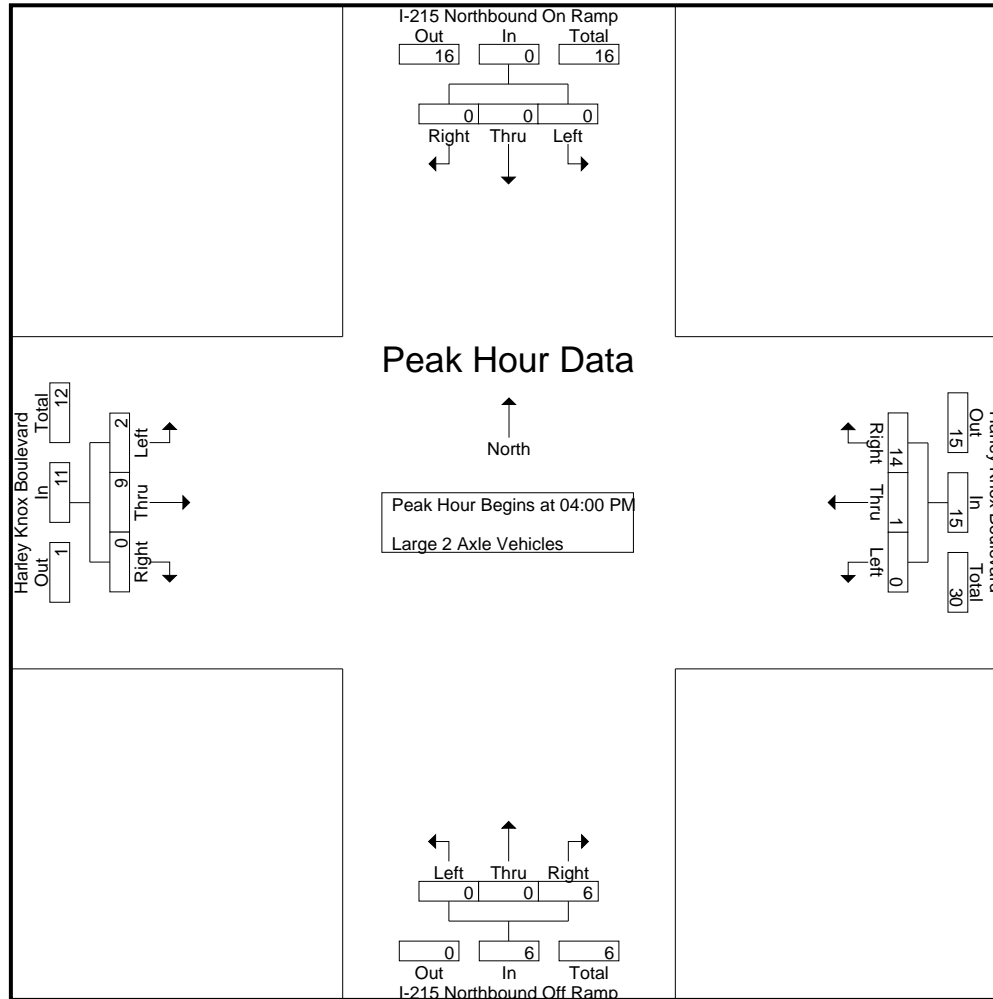 I-215 Northbound On Ramp
Out In Total
16 0 16
0 0 0
Right Thru Left
Peak Hour Data
North
Peak Hour Begins at 04:00 PM
Large 2 Axle Vehicles
Harley Knox Boulevard
Out In Total
1 11 12
2 9 0
Left Thru Right
Harley Knox Boulevard
Out In Total
15 15 30
14 1 0
Right Thru Left
Left Thru Right
0 0 6
0 6 6
Out In Total
I-215 Northbound Off Ramp